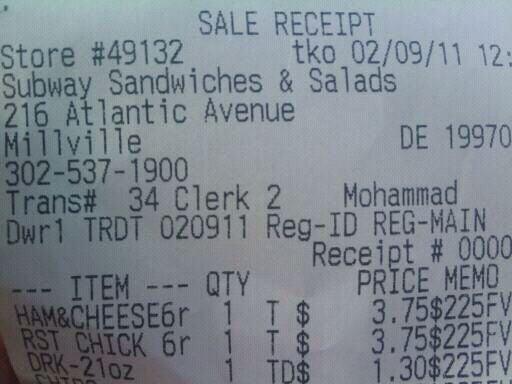 SALE RECEIPT
Store #49132 tko 02/09/11 12:
Subway Sandwiches & Salads
216 Atlantic Avenue
Millville DE 19970
302-537-1900
Trans# 34 Clerk 2 Mohammad
Dwr1 TRDT 020911 Reg-ID REG-MAIN
Receipt # 0000
--- ITEM --- QTY PRICE MEMO
HAM&CHEESE6r 1 T $ 3.75$225FV
RST CHICK 6r 1 T $ 3.75$225FV
DRK-21oz 1 TD$ 1.30$225FV